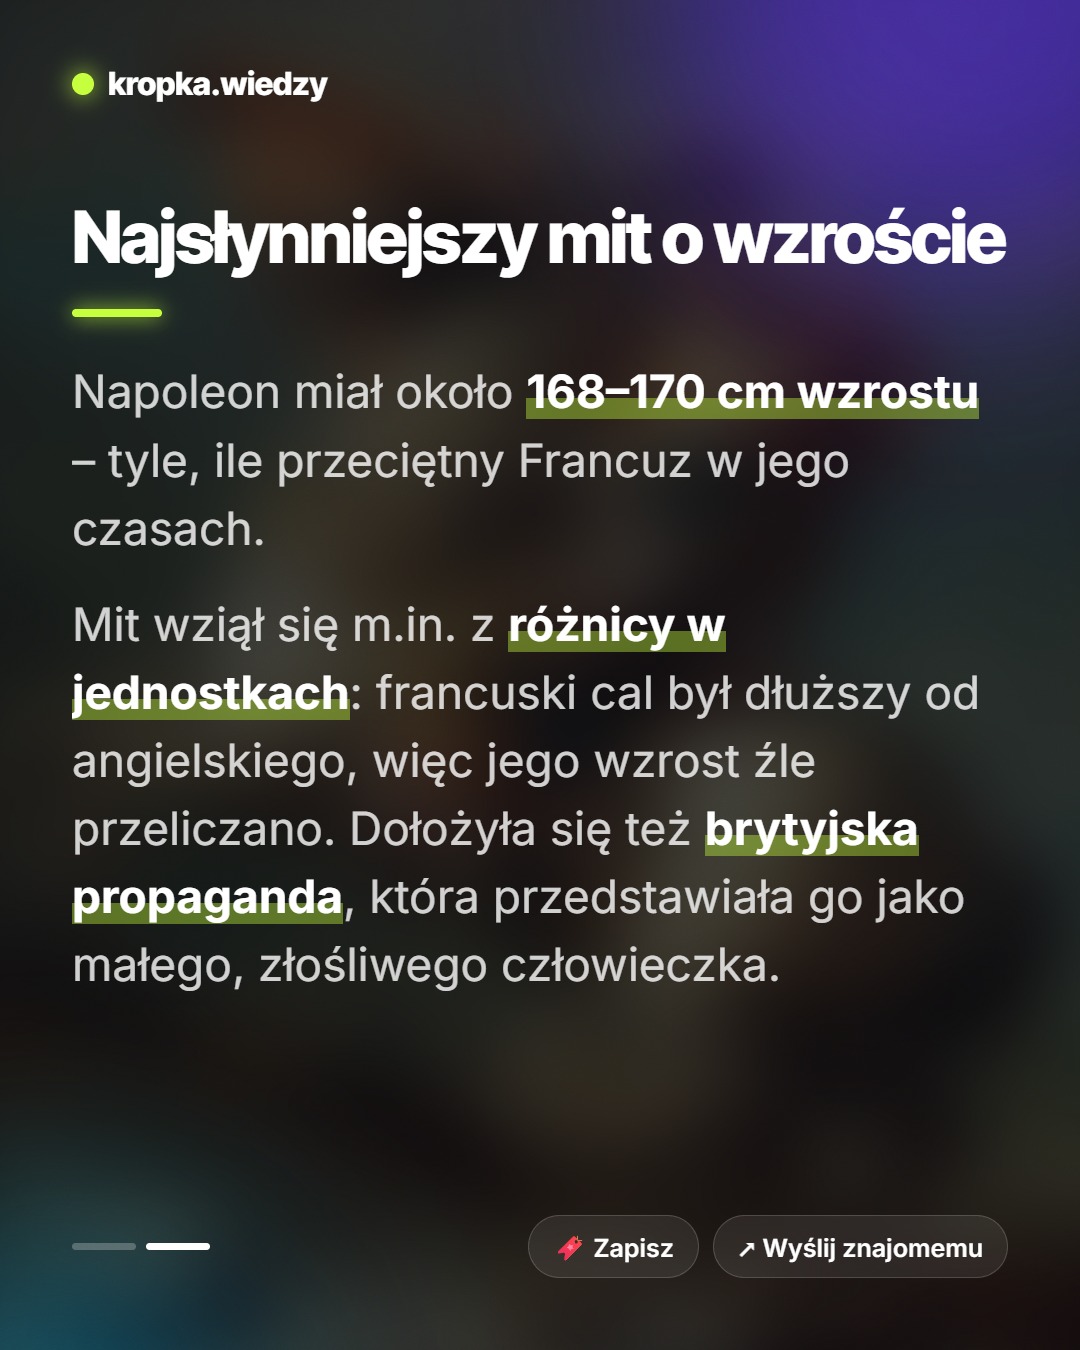 kropka.wiedzy
Najsłynniejszy mit o wzroście
Napoleon miał około 168–170 cm wzrostu
– tyle, ile przeciętny Francuz w jego
czasach.
Mit wziął się m.in. z różnicy w
jednostkach: francuski cal był dłuższy od
angielskiego, więc jego wzrost źle
przeliczano. Dołożyła się też brytyjska
propaganda, która przedstawiała go jako
małego, złośliwego człowieczka.
Zapisz
↗ Wyślij znajomemu